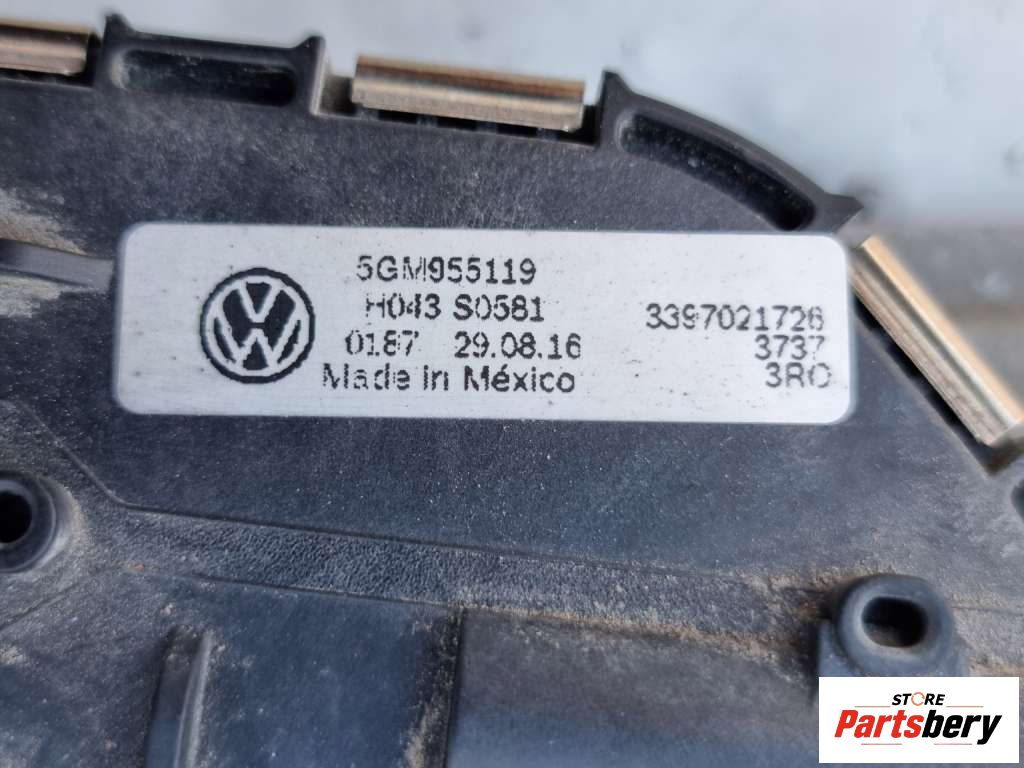 5GM955119
H043 S0581
0187 29.08.16
Made in México
3397021726
3737
3RO
STORE
Partsbery